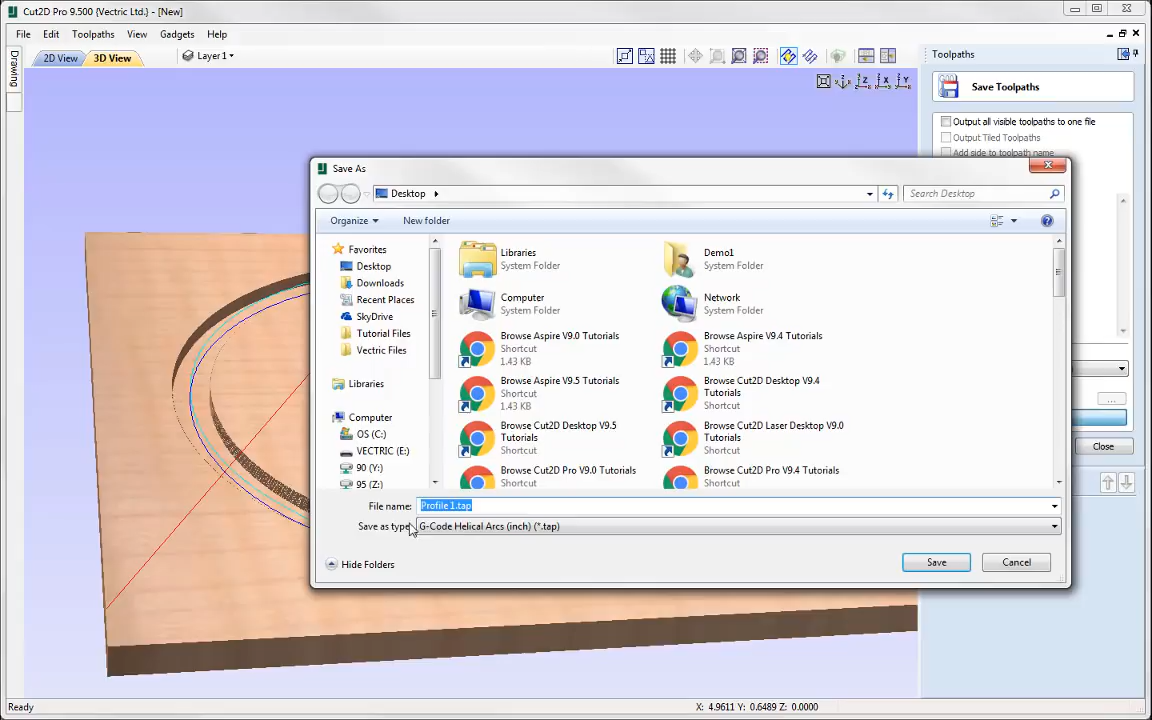 Cut2D Pro 9.500 {Vectric Ltd.} - [New]
File Edit Toolpaths View Gadgets Help
2D View 3D View Layer 1
Drawing
Toolpaths
Save Toolpaths
Output all visible toolpaths to one file
Output Tiled Toolpaths
Add side to toolpath name
Save As
Desktop
Search Desktop
Organize New folder
Favorites
Desktop
Downloads
Recent Places
SkyDrive
Tutorial Files
Vectric Files
Libraries
Computer
OS (C:)
VECTRIC (E:)
90 (Y:)
95 (Z:)
Libraries
System Folder
Demo1
System Folder
Computer
System Folder
Network
System Folder
Browse Aspire V9.0 Tutorials
Shortcut
1.43 KB
Browse Aspire V9.4 Tutorials
Shortcut
1.43 KB
Browse Aspire V9.5 Tutorials
Shortcut
1.43 KB
Browse Cut2D Desktop V9.4
Tutorials
Shortcut
Browse Cut2D Desktop V9.5
Tutorials
Shortcut
Browse Cut2D Laser Desktop V9.0
Tutorials
Shortcut
Browse Cut2D Pro V9.0 Tutorials
Shortcut
Browse Cut2D Pro V9.4 Tutorials
Shortcut
File name: Profile 1.tap
Save as type: G-Code Helical Arcs (inch) (*.tap)
Hide Folders
Save Cancel
)
...
Close
Ready
X: 4.9611 Y: 0.6489 Z: 0.0000